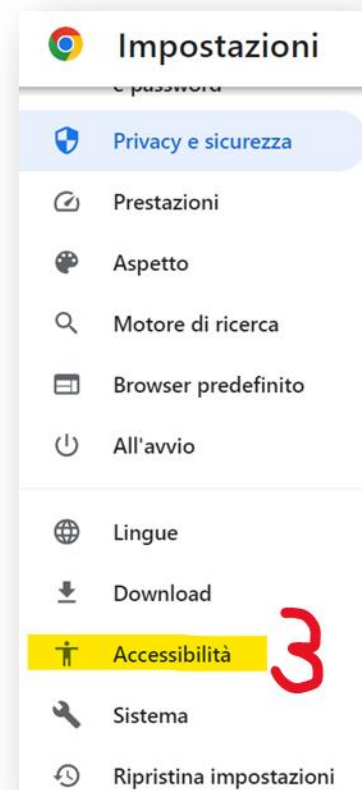 Impostazioni
e password
Privacy e sicurezza
Prestazioni
Aspetto
Motore di ricerca
Browser predefinito
All'avvio
Lingue
Download
Accessibilità 3
Sistema
Ripristina impostazioni